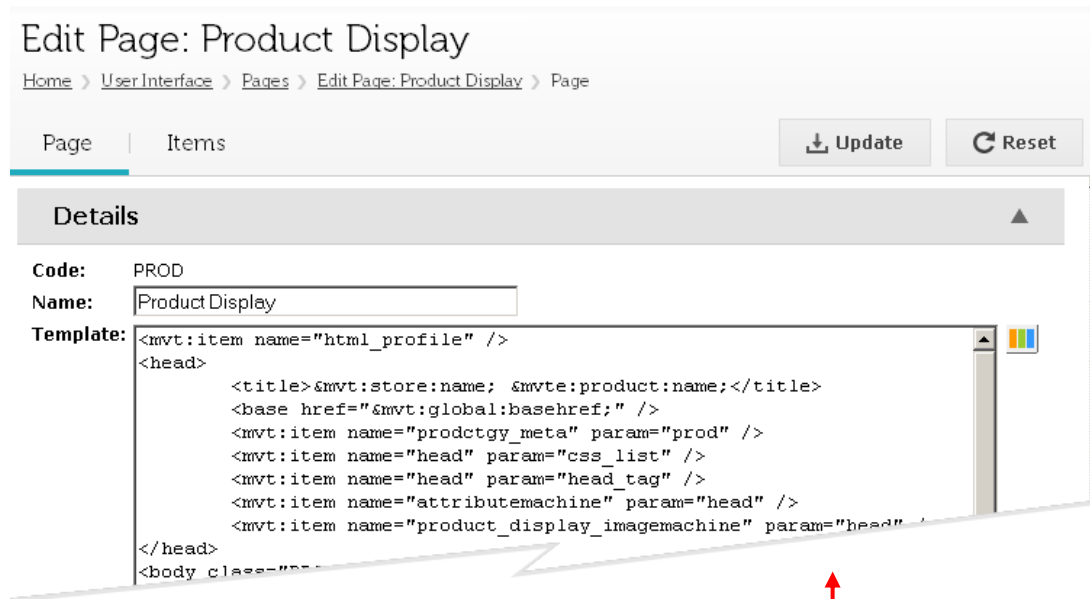 Edit Page: Product Display
Home > User Interface > Pages > Edit Page: Product Display > Page
Page | Items Update Reset
Details
Code: PROD
Name: Product Display
Template: <mvt:item name="html_profile" />
<head>
<title>&mvt:store:name; &mvte:product:name;</title>
<base href="&mvt:global:basehref;" />
<mvt:item name="prodctgy_meta" param="prod" />
<mvt:item name="head" param="css_list" />
<mvt:item name="head" param="head_tag" />
<mvt:item name="attributemachine" param="head" />
<mvt:item name="product_display_imagemachine" param="head" /
</head>
<body